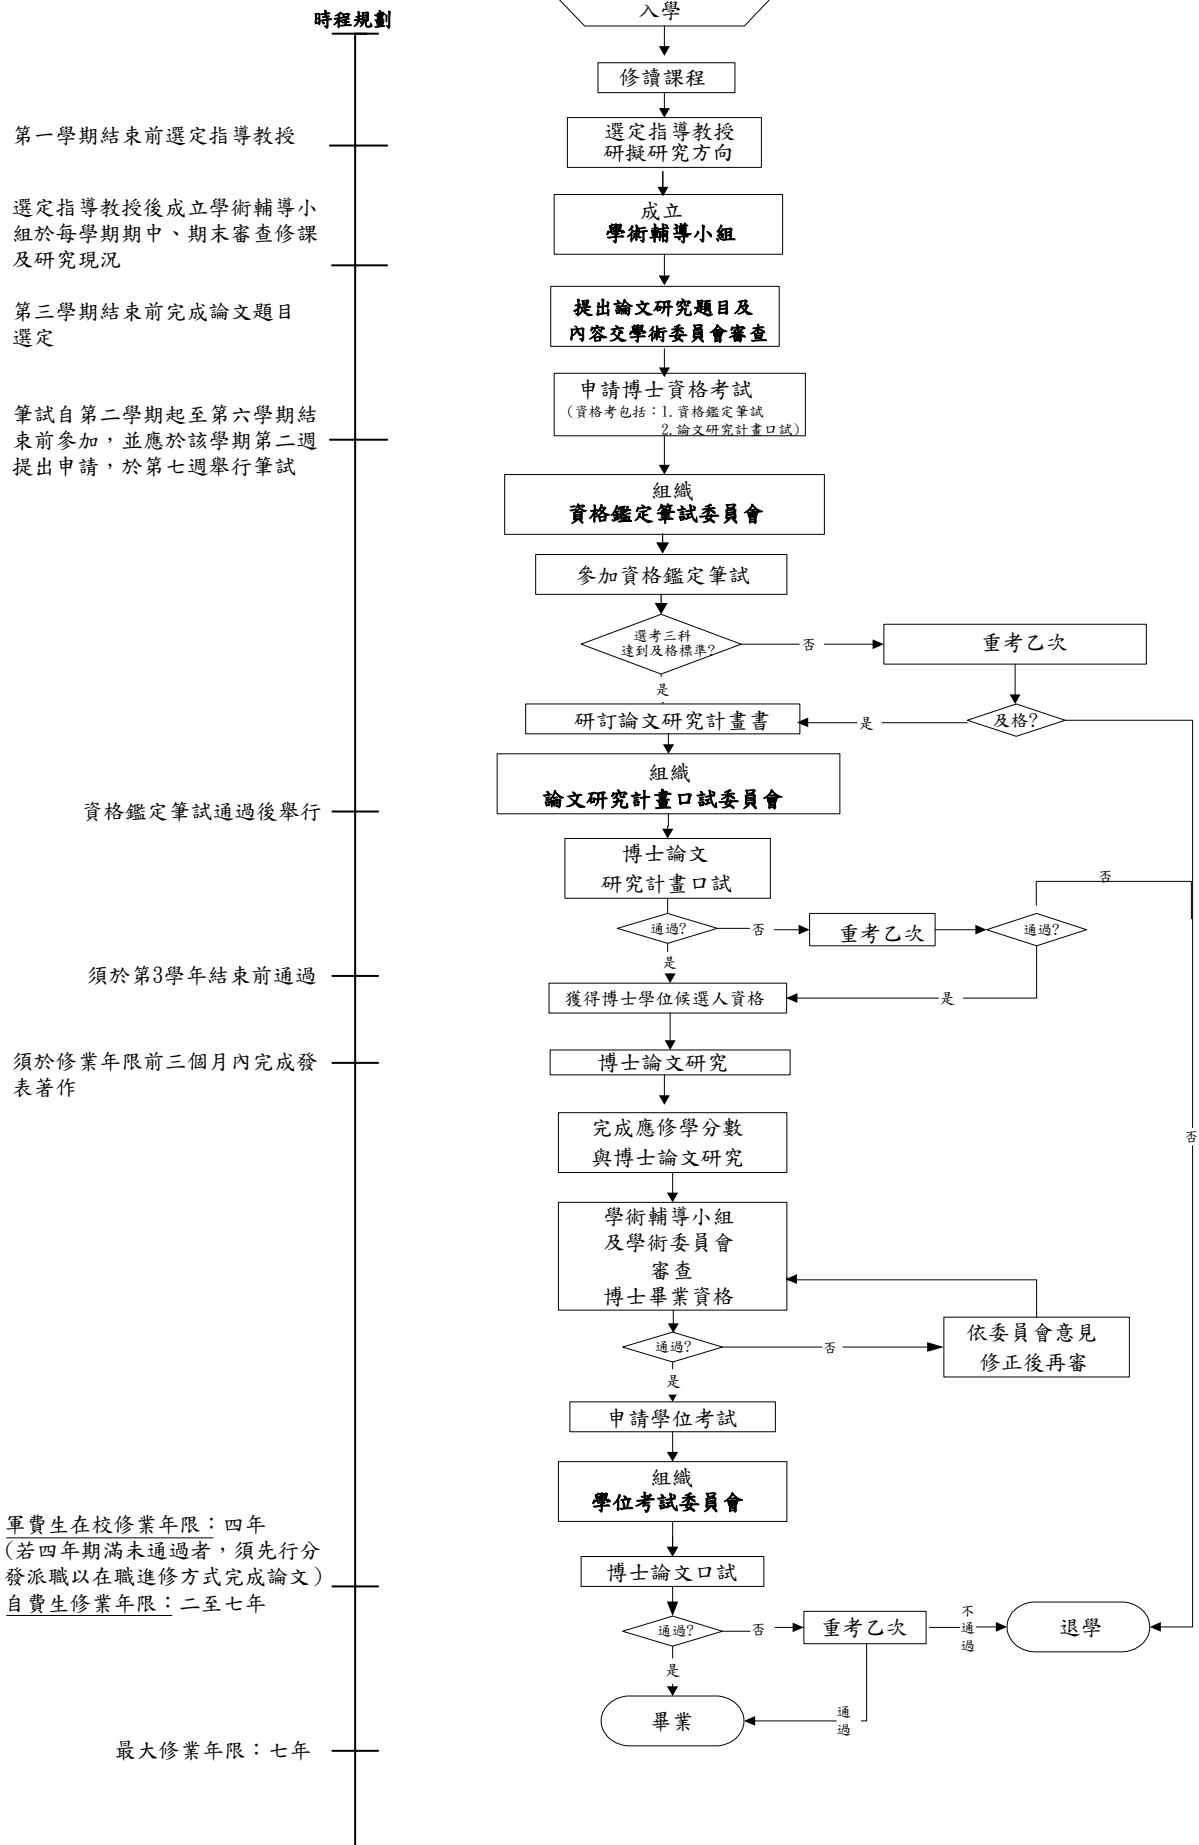 時程規劃
入學
修讀課程
第一學期結束前選定指導教授
選定指導教授
研擬研究方向
選定指導教授後成立學術輔導小
組於每學期期中、期末審查修課
及研究現況
成立
學術輔導小組
第三學期結束前完成論文題目
選定
提出論文研究題目及
內容交學術委員會審查
申請博士資格考試
(資格考包括：1.資格鑑定筆試
2.論文研究計畫口試)
筆試自第二學期起至第六學期結
束前參加，並應於該學期第二週
提出申請，於第七週舉行筆試
組織
資格鑑定筆試委員會
參加資格鑑定筆試
選考三科
達到及格標準?
否
重考乙次
是
研訂論文研究計畫書
是
及格?
組織
論文研究計畫口試委員會
資格鑑定筆試通過後舉行
博士論文
研究計畫口試
否
通過?
否
重考乙次
通過?
是
須於第3學年結束前通過
獲得博士學位候選人資格
是
須於修業年限前三個月內完成發
表著作
博士論文研究
完成應修學分數
與博士論文研究
否
學術輔導小組
及學術委員會
審查
博士畢業資格
依委員會意見
修正後再審
通過?
否
是
申請學位考試
組織
學位考試委員會
軍費生在校修業年限：四年
(若四年期滿未通過者，須先行分
發派職以在職進修方式完成論文)
自費生修業年限：二至七年
博士論文口試
通過?
否
重考乙次
不
通
過
退學
是
畢業
通
過
最大修業年限：七年